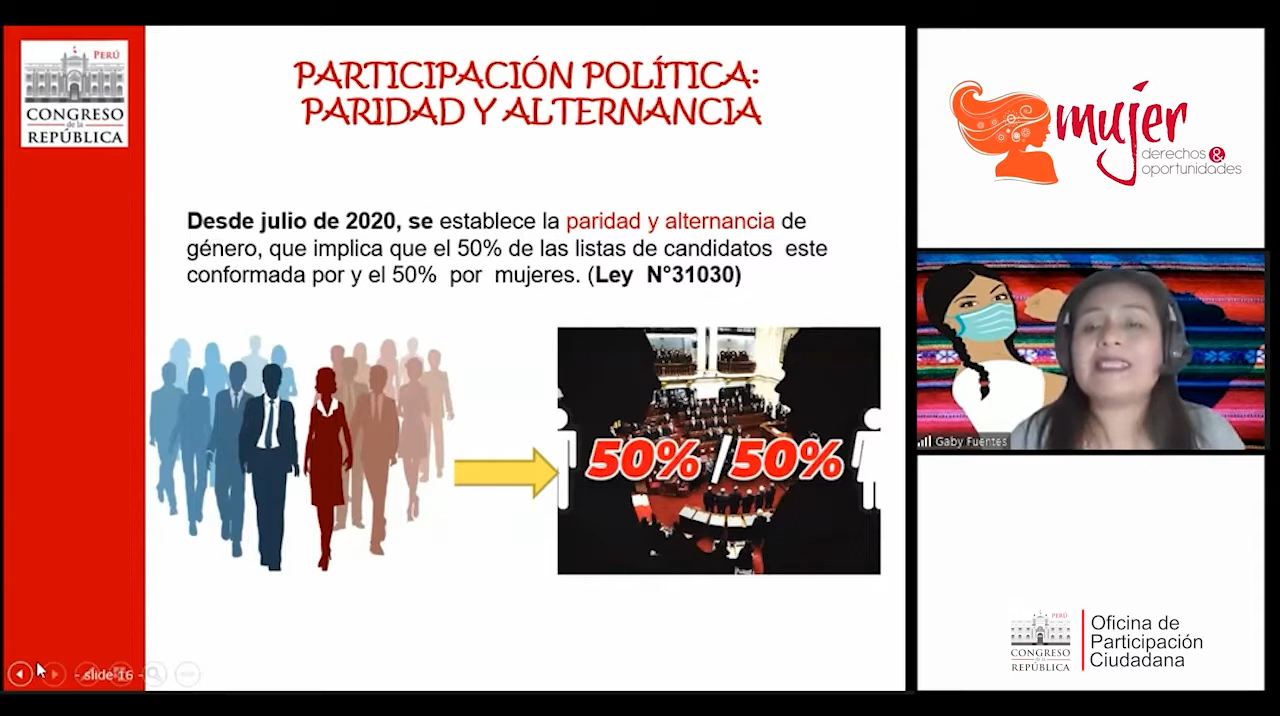 PERÚ
CONGRESO
de la
REPÚBLICA
PARTICIPACIÓN POLÍTICA:
PARIDAD Y ALTERNANCIA
Desde julio de 2020, se establece la paridad y alternancia de
género, que implica que el 50% de las listas de candidatos este
conformada por y el 50% por mujeres. (Ley N°31030)
50% / 50%
- slide 16 -
mujer
derechos &
oportunidades
Gaby Fuentes
PERÚ
CONGRESO
de la
REPÚBLICA
Oficina de
Participación
Ciudadana